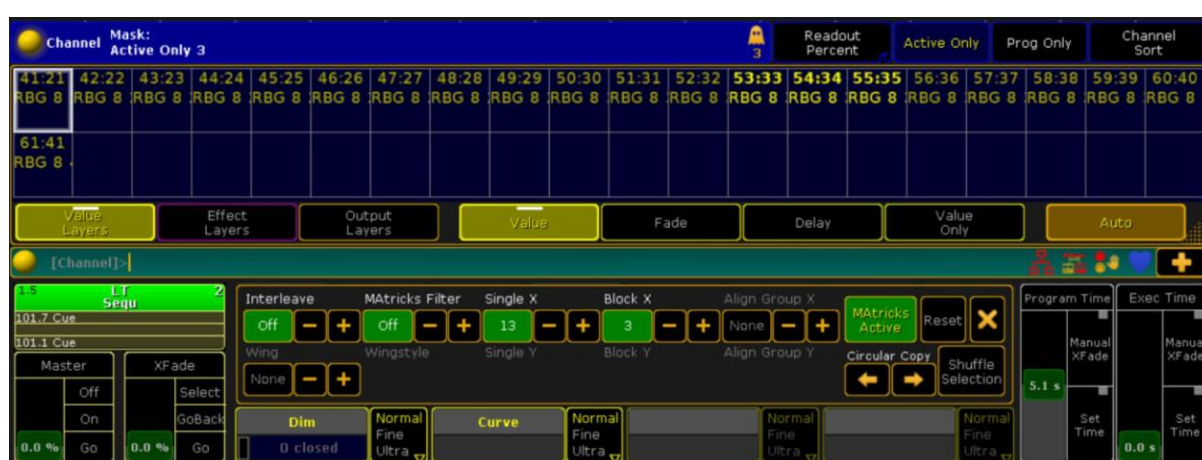 Channel Mask:
Active Only 3
3
Readout Percent
Active Only
Prog Only
Channel Sort
41:21 42:22 43:23 44:24 45:25 46:26 47:27 48:28 49:29 50:30 51:31 52:32 53:33 54:34 55:35 56:36 57:37 58:38 59:39 60:40
RBG 8 RBG 8 RBG 8 RBG 8 RBG 8 RBG 8 RBG 8 RBG 8 RBG 8 RBG 8 RBG 8 RBG 8 RBG 8 RBG 8 RBG 8 RBG 8 RBG 8 RBG 8 RBG 8 RBG 8
61:41
RBG 8
Value Layers
Effect Layers
Output Layers
Value
Fade
Delay
Value Only
Auto
[Channel]>
1.5 LT 2
Sequ
101.7 Cue
101.1 Cue
Master
XFade
Off
On
Go
0.0 %
Select
GoBack
Go
0.0 %
Interleave MAtricks Filter Single X Block X Align Group X
Off - + Off - + 13 - + 3 - + None - +
MAtricks Active
Reset
Wing Wingstyle Single Y Block Y Align Group Y
None - +
Circular Copy
Shuffle Selection
Dim
0 closed
Normal
Fine
Ultra
Curve
Normal
Fine
Ultra
Normal
Fine
Ultra
Normal
Fine
Ultra
Program Time
Exec Time
Manual XFade
5.1 s
Set Time
Manual XFade
Set Time
0.0 s